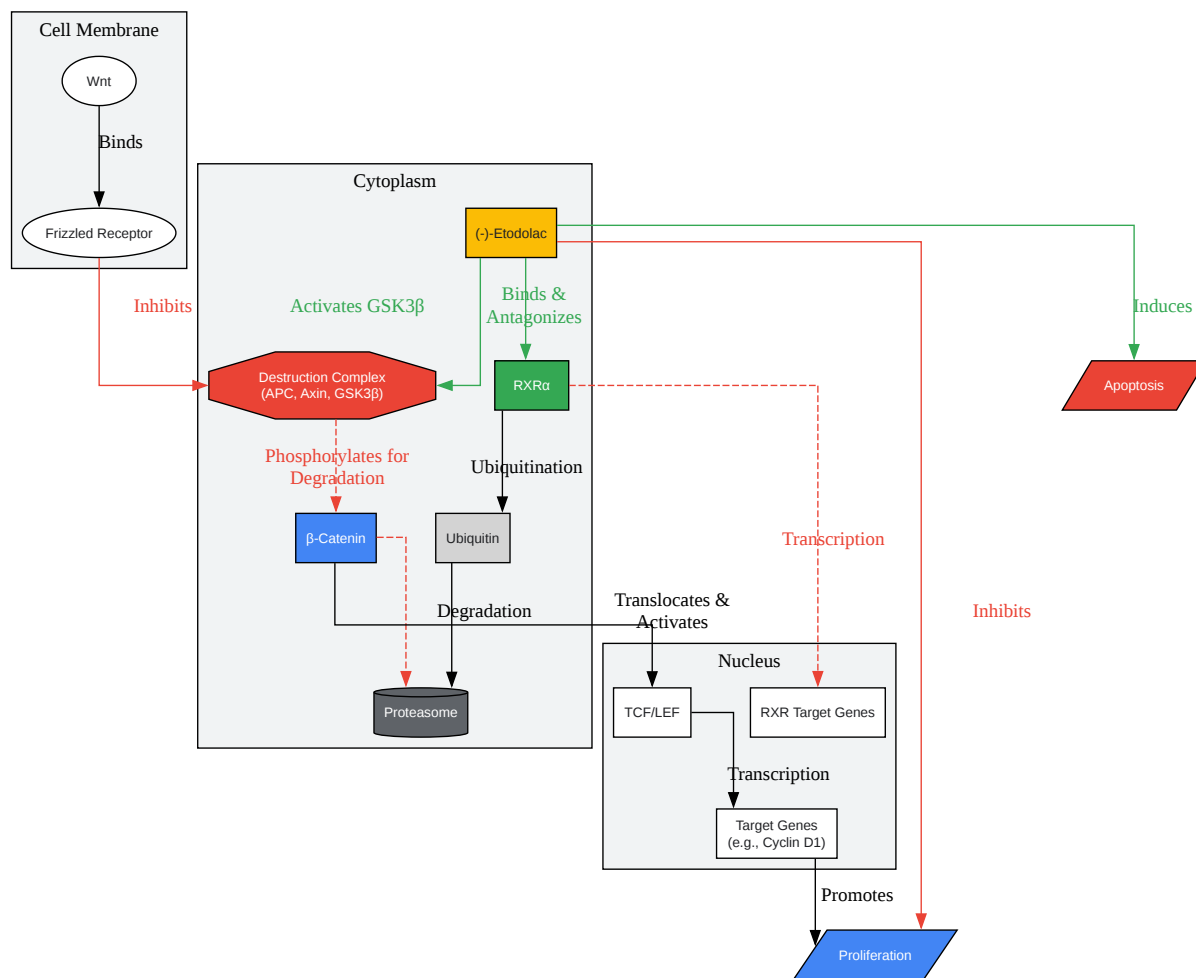 Cell Membrane
Wnt
Binds
Frizzled Receptor
Inhibits
Cytoplasm
(-)-Etodolac
Activates GSK3β
Binds &
Antagonizes
Induces
Destruction Complex
(APC, Axin, GSK3β)
RXRα
Apoptosis
Phosphorylates for
Degradation
Ubiquitination
β-Catenin
Ubiquitin
Transcription
Degradation
Translocates &
Activates
Inhibits
Nucleus
Proteasome
TCF/LEF
RXR Target Genes
Transcription
Target Genes
(e.g., Cyclin D1)
Promotes
Proliferation